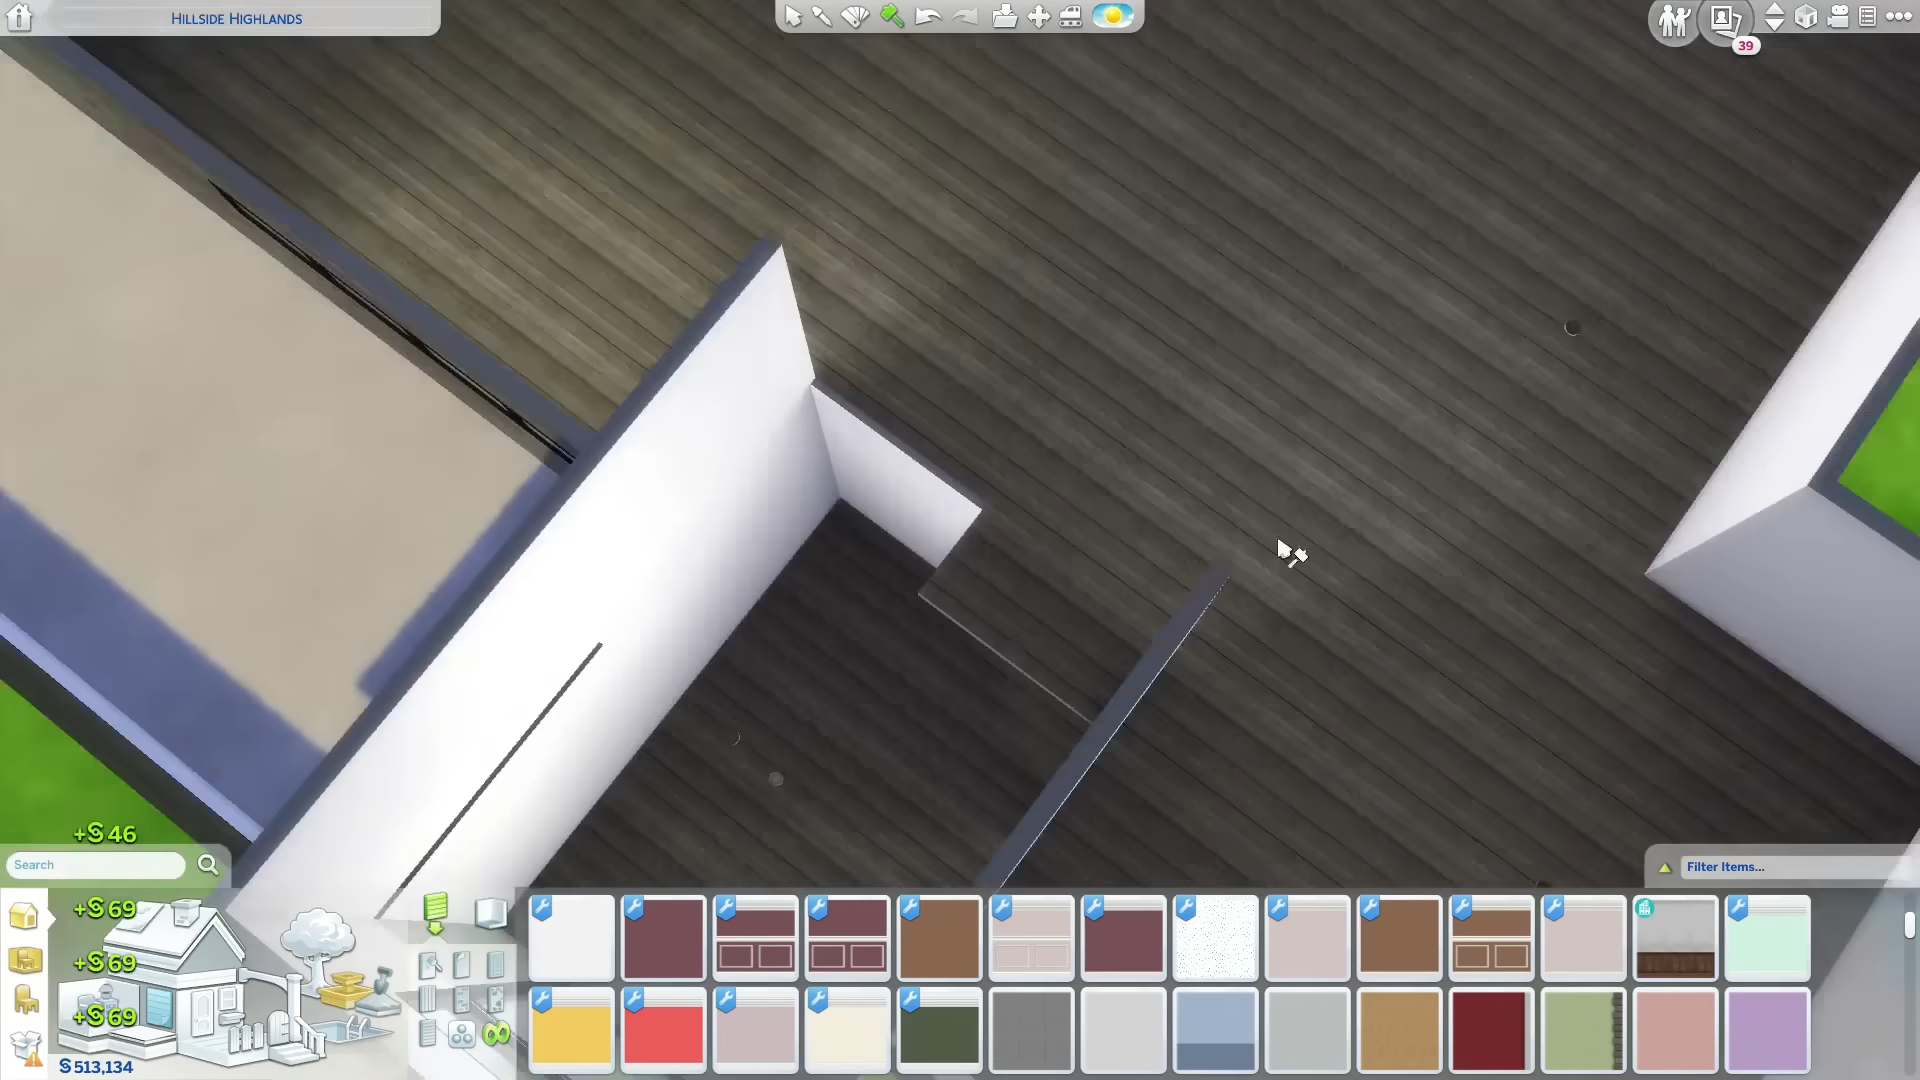 HILLSIDE HIGHLANDS
39
+§46
Search
Filter Items...
+§69
+§69
+§69
§513,134